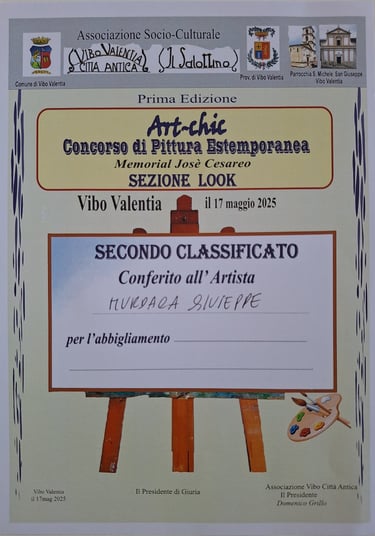 Associazione Socio-Culturale
Vibo Valentia
Città Antica
Il Salottino
Comune di Vibo Valentia
Prov. di Vibo Valentia
Parrocchia S. Michele San Giuseppe
Vibo Valentia
Prima Edizione
Art-chic
Concorso di Pittura Estemporanea
Memorial Josè Cesareo
SEZIONE LOOK
Vibo Valentia il 17 maggio 2025
SECONDO CLASSIFICATO
Conferito all' Artista
MURDACA GIUSEPPE
per l'abbigliamento
Vibo Valentia
il 17mag 2025
Il Presidente di Giuria
Associazione Vibo Città Antica
Il Presidente
Domenico Grillo